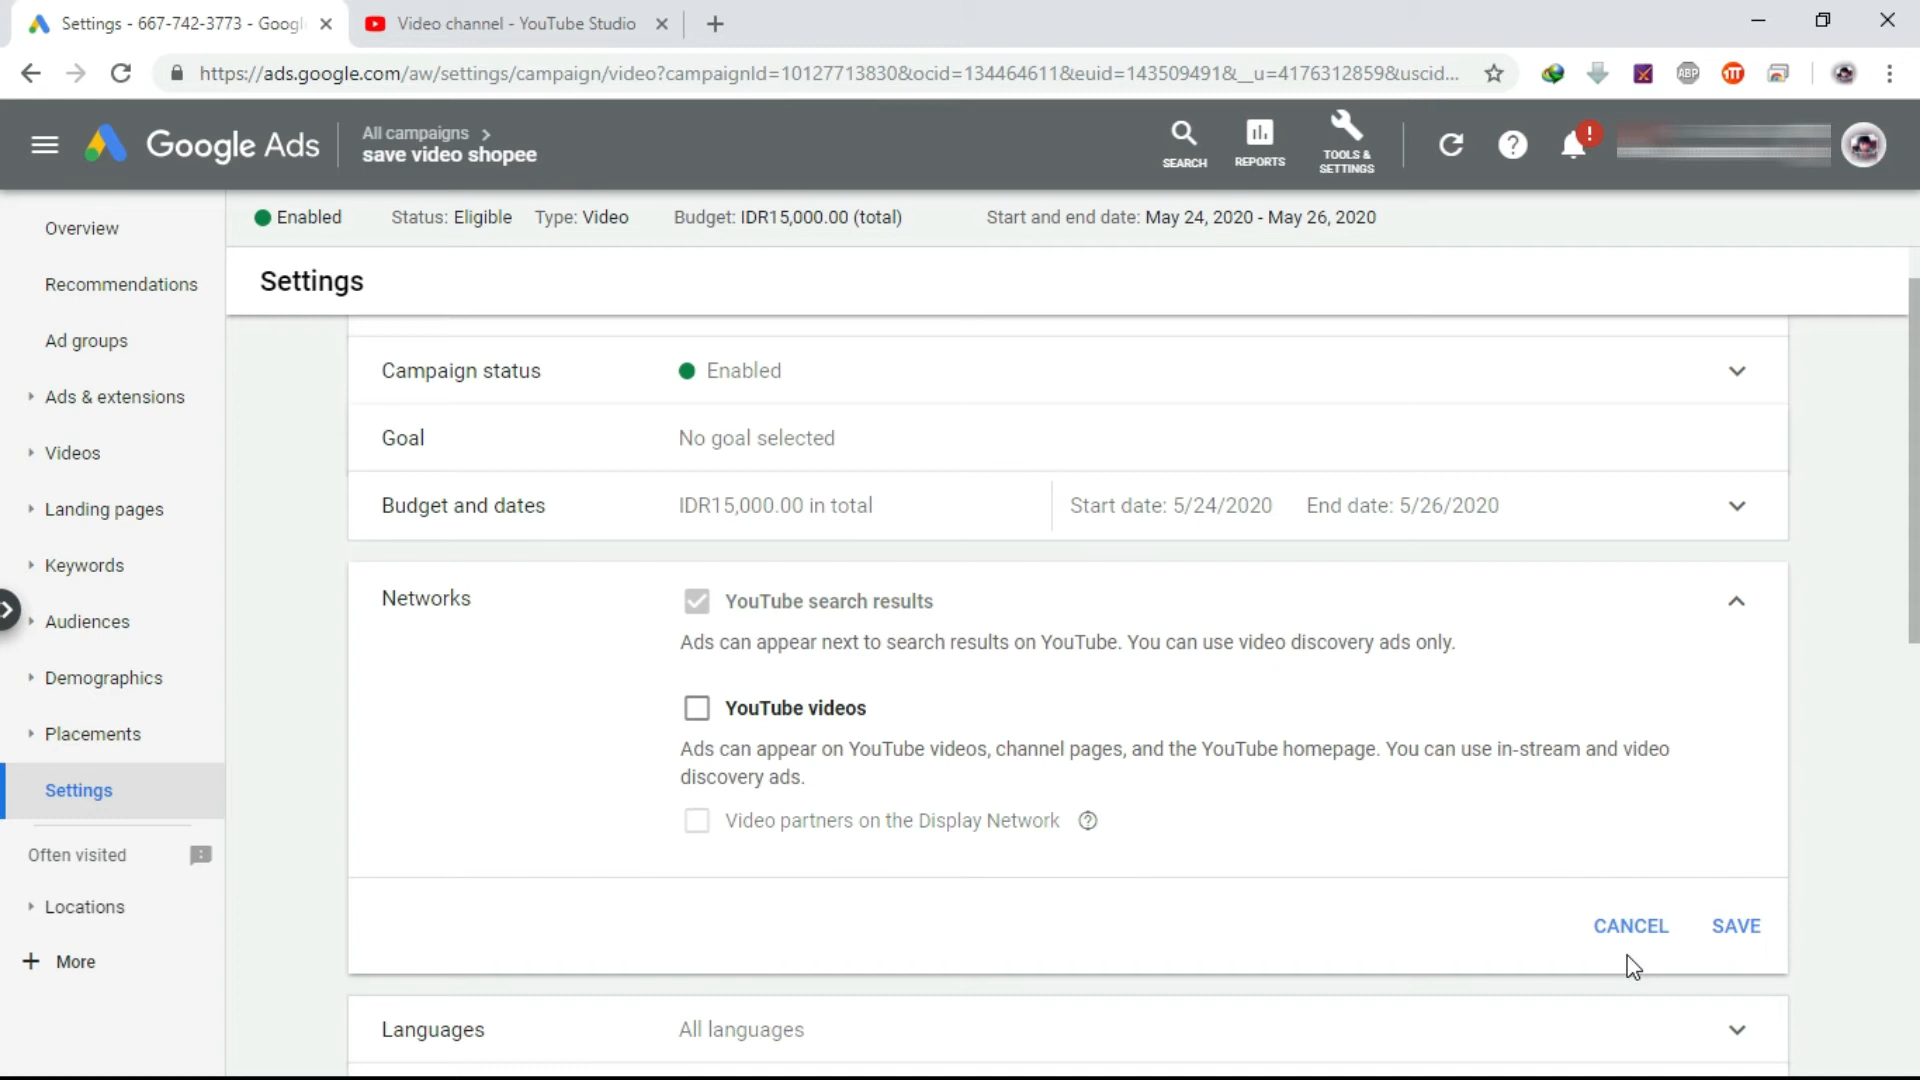 Settings - 667-742-3773 - Googl
Video channel - YouTube Studio
https://ads.google.com/aw/settings/campaign/video?campaignId=10127713830&ocid=134464611&euid=143509491&__u=4176312859&uscid...
ABP
Google Ads
All campaigns >
save video shopee
SEARCH
REPORTS
TOOLS &
SETTINGS
!
Enabled
Status: Eligible
Type: Video
Budget: IDR15,000.00 (total)
Start and end date: May 24, 2020 - May 26, 2020
Overview
Recommendations
Ad groups
Ads & extensions
Videos
Landing pages
Keywords
Audiences
Demographics
Placements
Settings
Often visited
Locations
+ More
Settings
Campaign status
Enabled
Goal
No goal selected
Budget and dates
IDR15,000.00 in total
Start date: 5/24/2020
End date: 5/26/2020
Networks
YouTube search results
Ads can appear next to search results on YouTube. You can use video discovery ads only.
YouTube videos
Ads can appear on YouTube videos, channel pages, and the YouTube homepage. You can use in-stream and video
discovery ads.
Video partners on the Display Network
CANCEL
SAVE
Languages
All languages